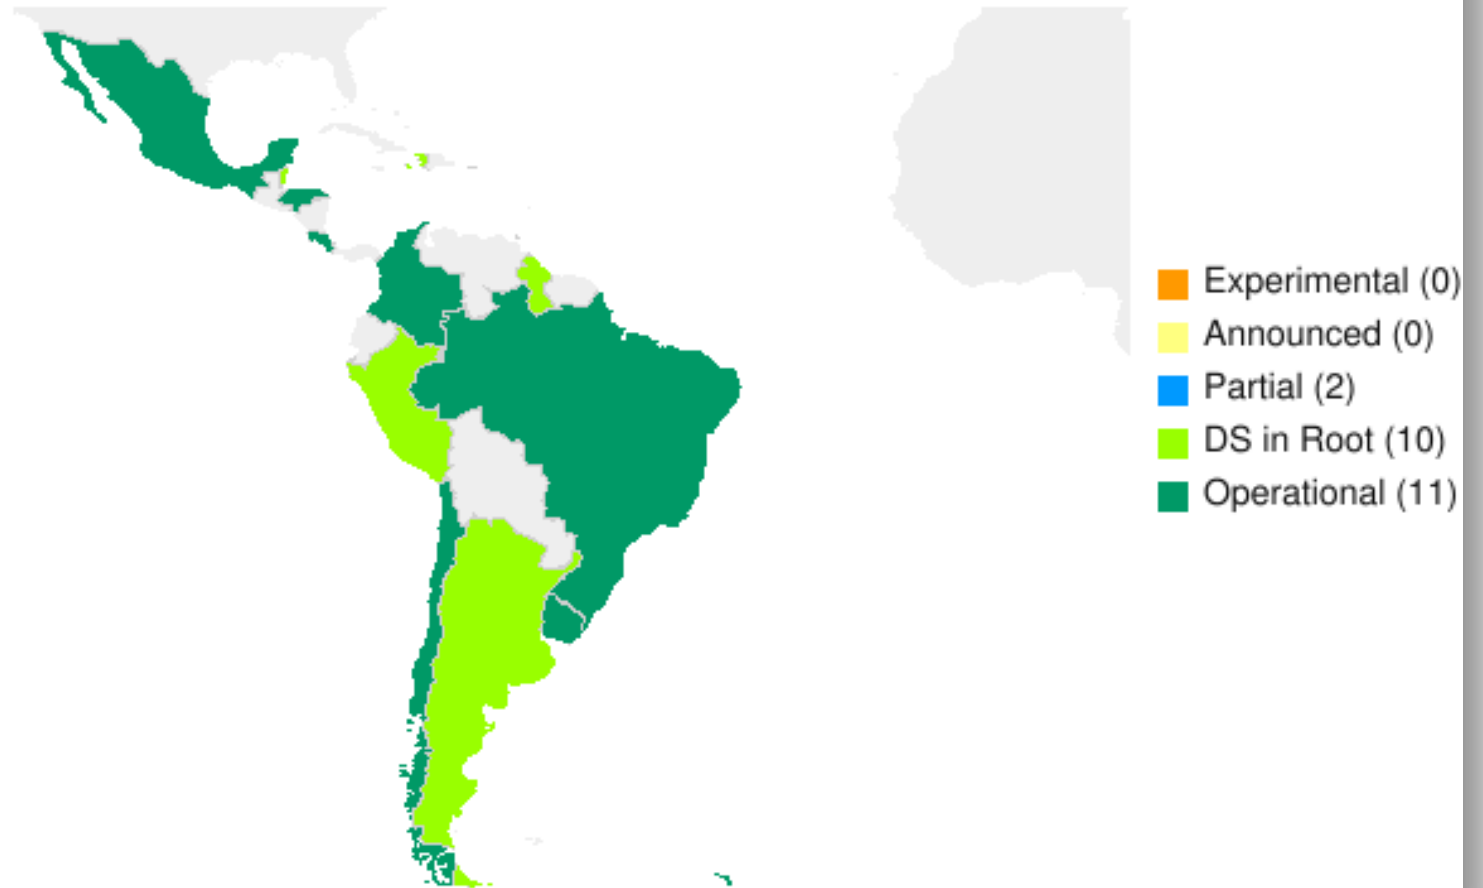 Experimental (0)
Announced (0)
Partial (2)
DS in Root (10)
Operational (11)